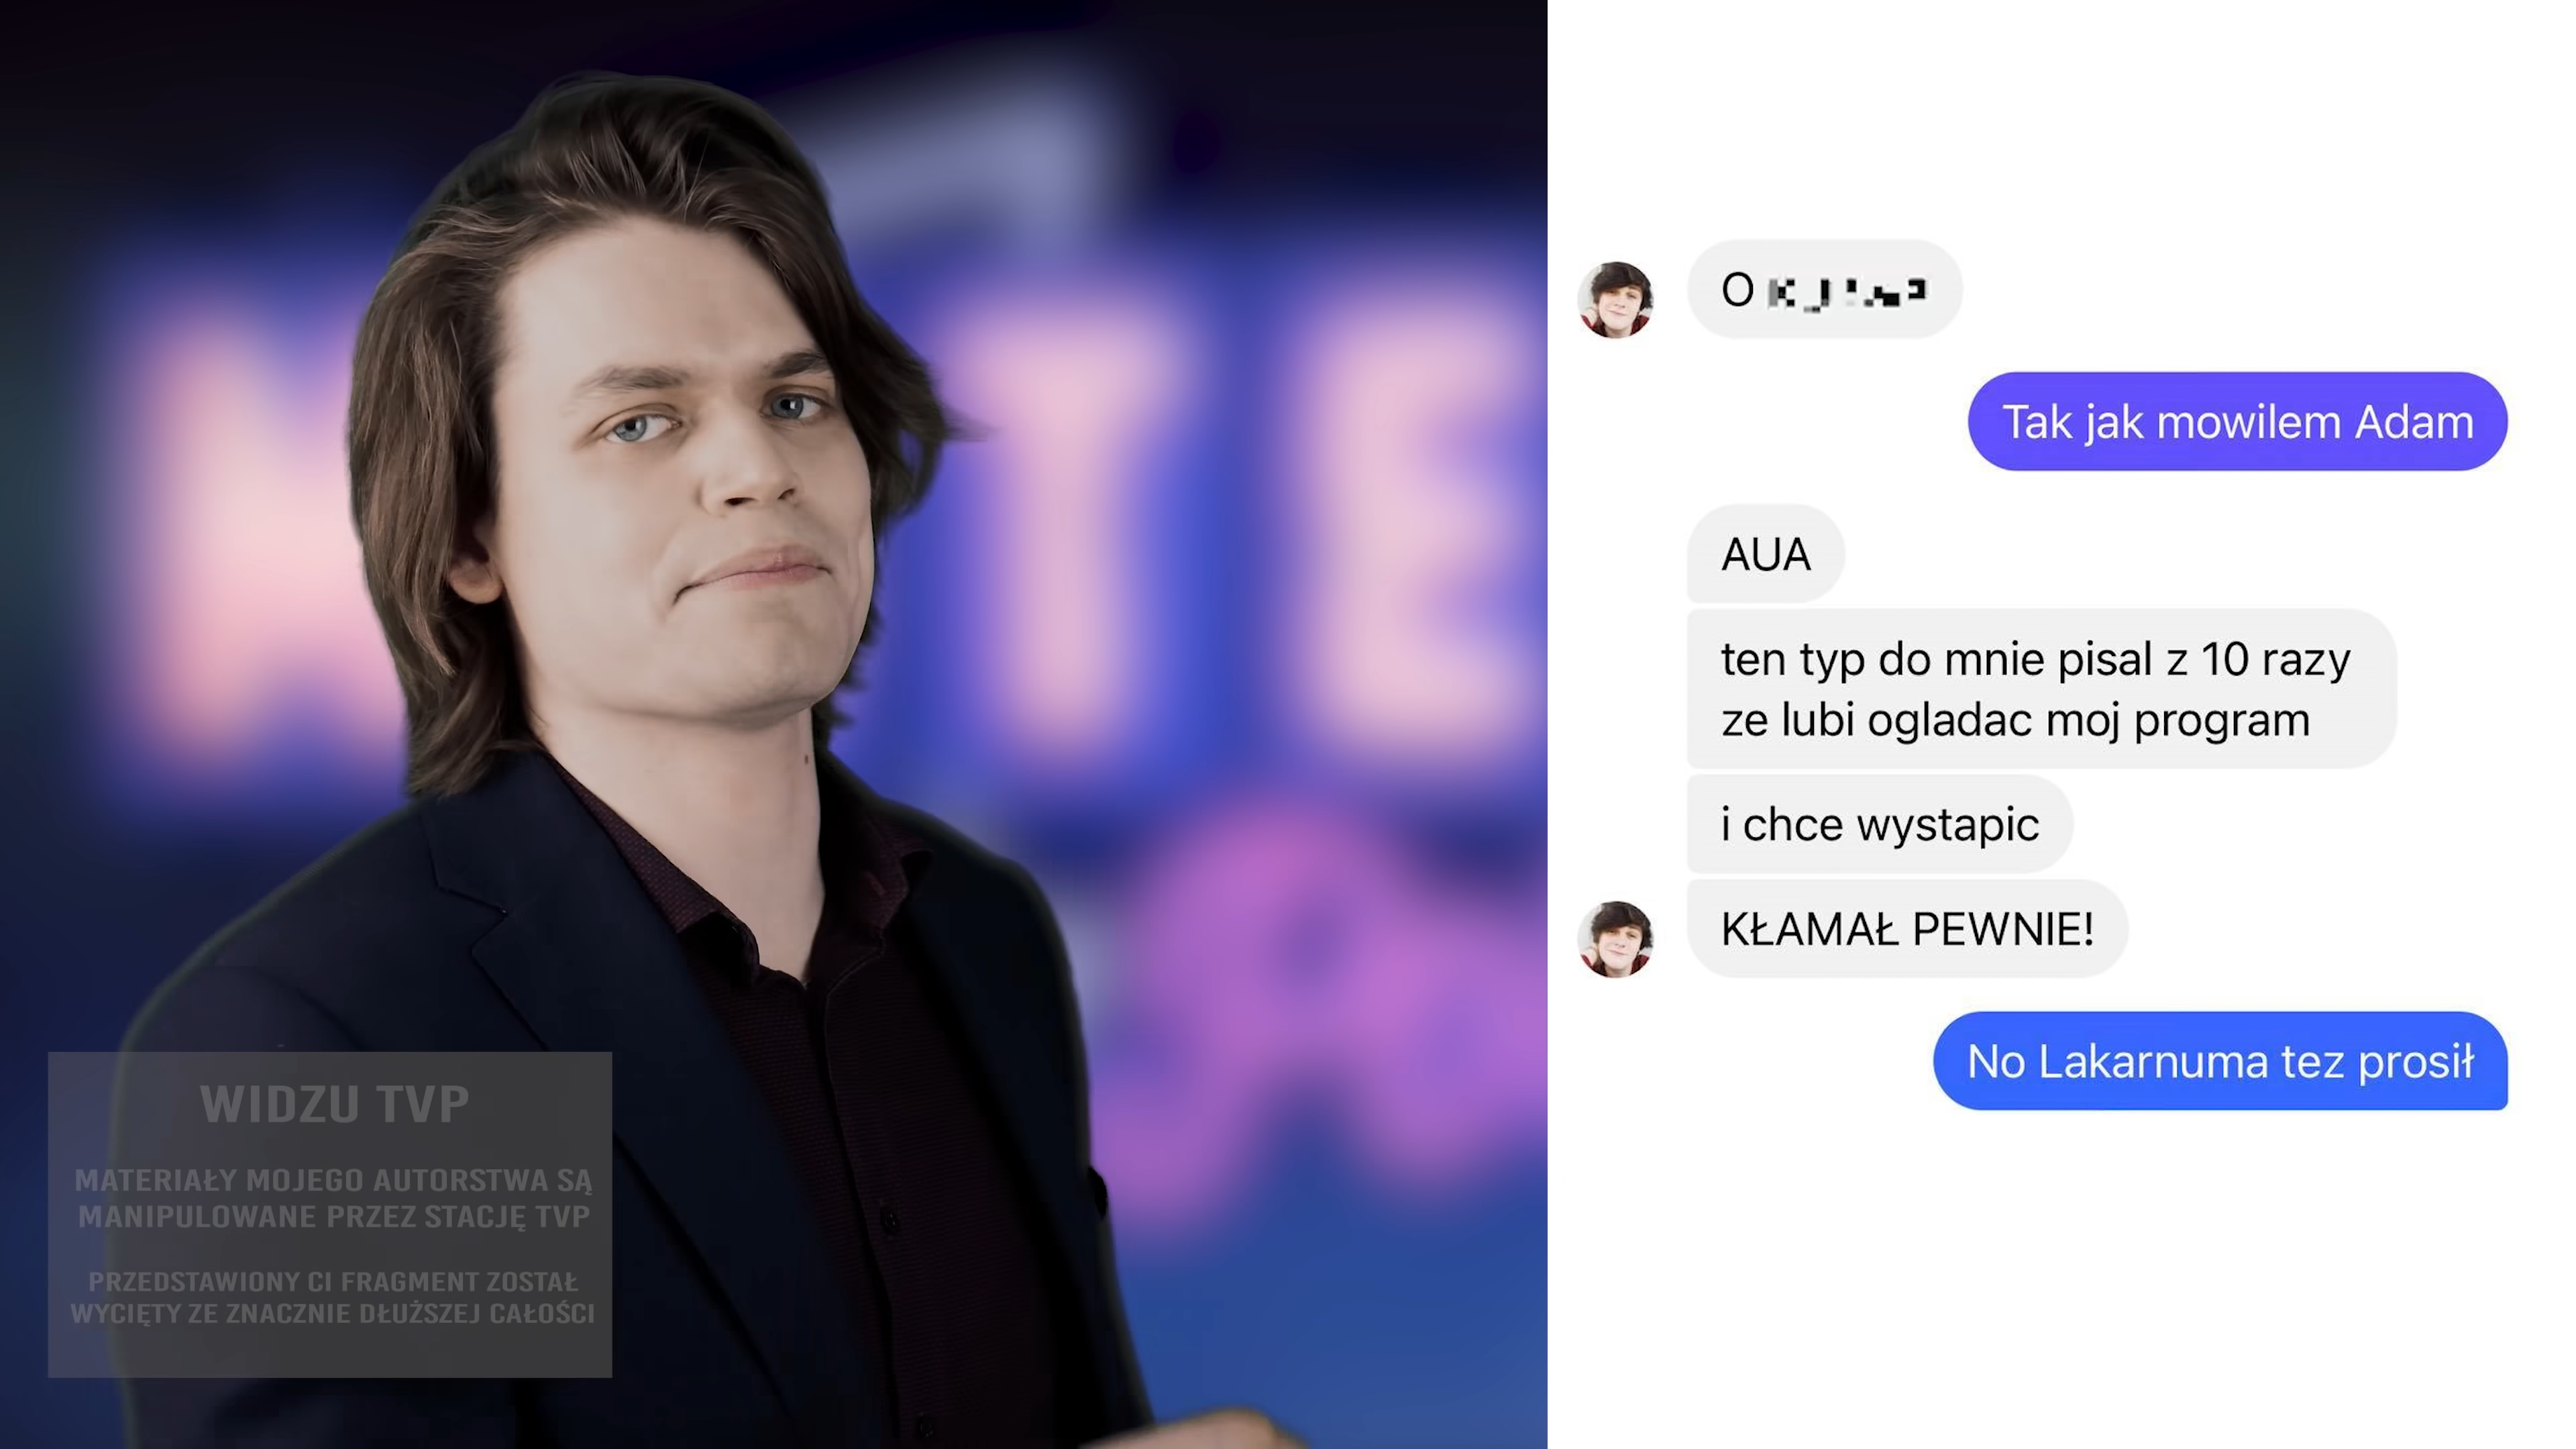 WIDZU TVP
MATERIAŁY MOJEGO AUTORSTWA SĄ
MANIPULOWANE PRZEZ STACJĘ TVP
PRZEDSTAWIONY CI FRAGMENT ZOSTAŁ
WYCIĘTY ZE ZNACZNIE DŁUŻSZEJ CAŁOŚCI
O
Tak jak mowilem Adam
AUA
ten typ do mnie pisal z 10 razy
ze lubi ogladac moj program
i chce wystapic
KŁAMAŁ PEWNIE!
No Lakarnuma tez prosił